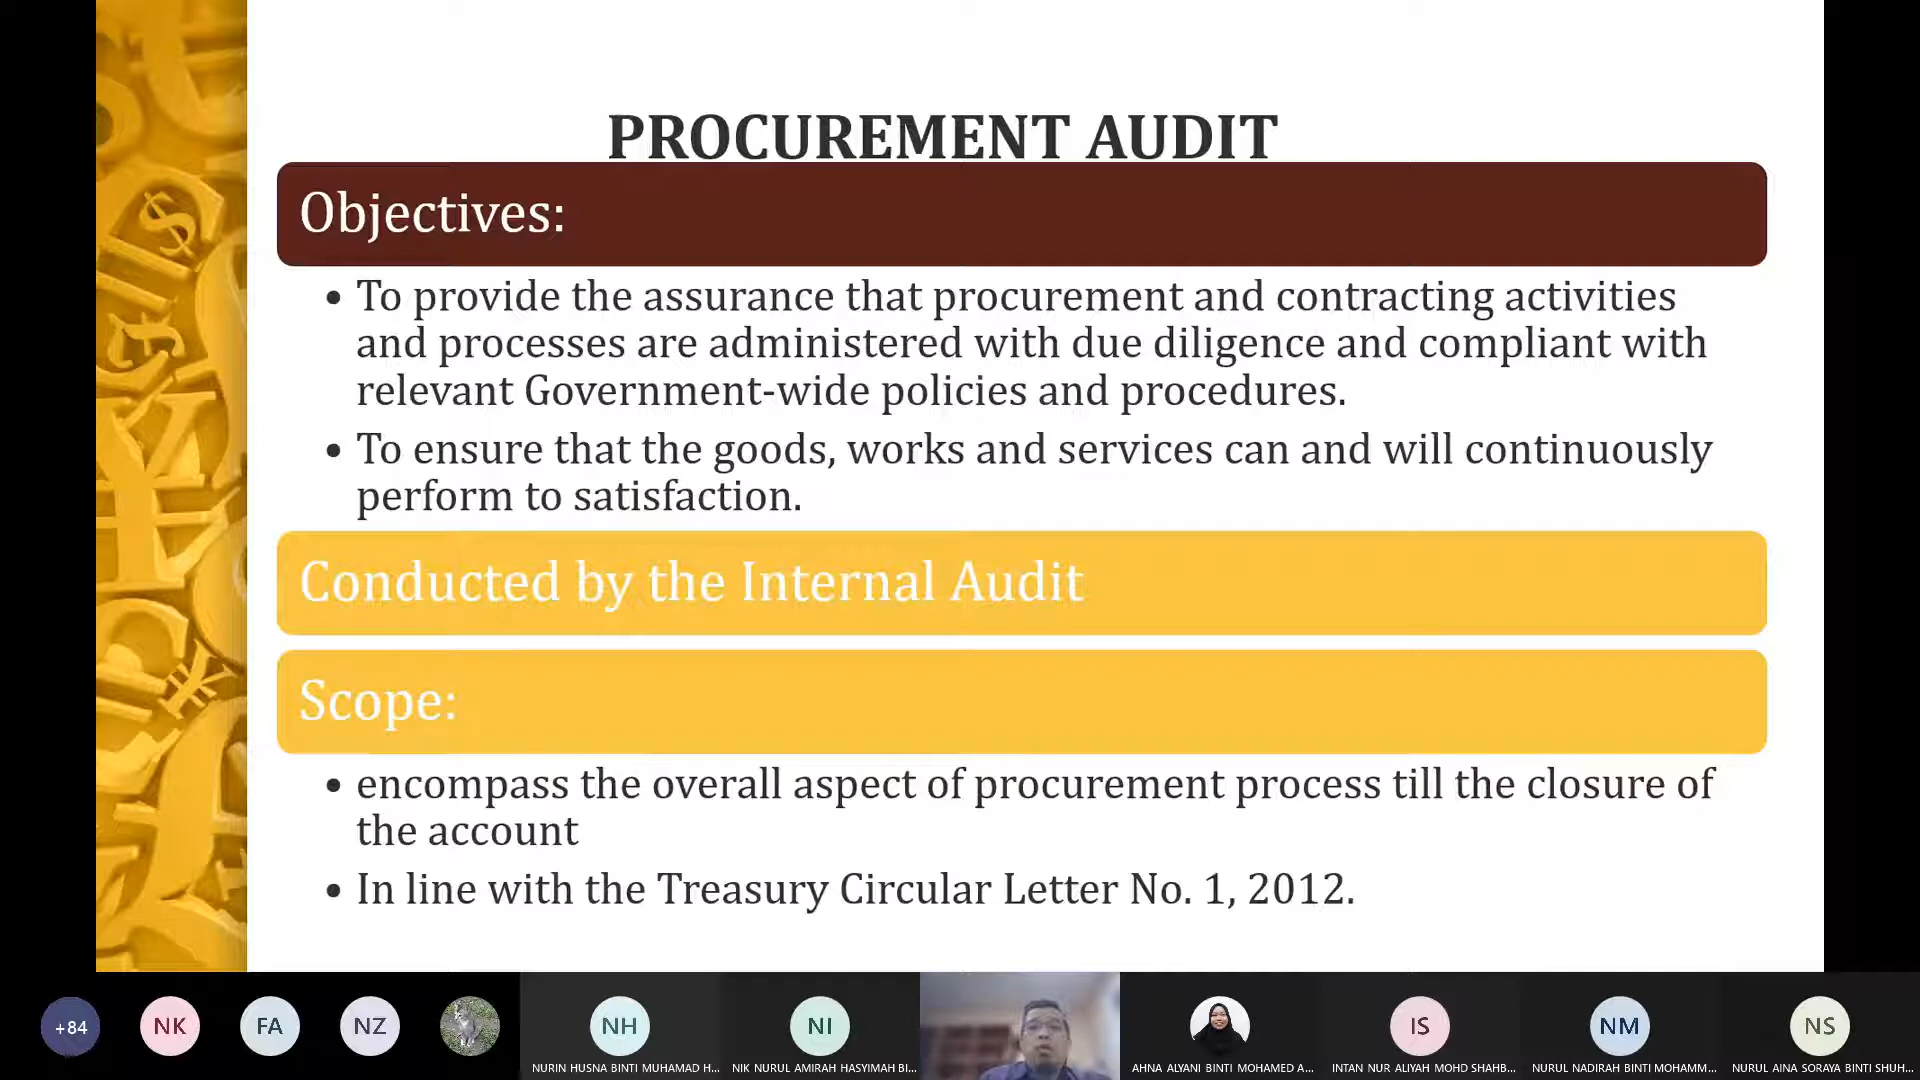 PROCUREMENT AUDIT
Objectives:
• To provide the assurance that procurement and contracting activities
and processes are administered with due diligence and compliant with
relevant Government-wide policies and procedures.
• To ensure that the goods, works and services can and will continuously
perform to satisfaction.
Conducted by the Internal Audit
Scope:
• encompass the overall aspect of procurement process till the closure of
the account
• In line with the Treasury Circular Letter No. 1, 2012.
+84
NK
FA
NZ
NH
NI
IS
NM
NS
NURIN HUSNA BINTI MUHAMAD H...
NIK NURUL AMIRAH HASYIMAH BI...
AHNA ALYANI BINTI MOHAMED A...
INTAN NUR ALIYAH MOHD SHAHB...
NURUL NADIRAH BINTI MOHAMM...
NURUL AINA SORAYA BINTI SHUH...